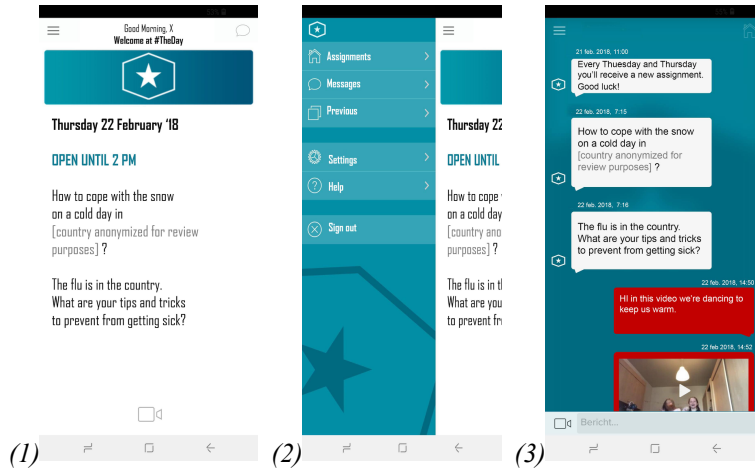 Good Morning, X
Welcome at #TheDay
Thursday 22 February ‘18
OPEN UNTIL 2 PM
How to cope with the snow
on a cold day in
[country anonymized for review
purposes] ?
The flu is in the country.
What are your tips and tricks
to prevent from getting sick?
(1)
Assignments
Messages
Previous
Settings
Help
Sign out
Thursday 22
OPEN UNTIL
How to cope
on a cold day
[country ano
purposes] ?
The flu is in th
What are you
to prevent fr
(2)
21 feb. 2018, 11:00
Every Thuesday and Thursday
you’ll receive a new assignment.
Good luck!
22 feb. 2018, 7:15
How to cope with the snow
on a cold day in
[country anonymized for
review purposes] ?
22 feb. 2018, 7:16
The flu is in the country.
What are your tips and tricks
to prevent from getting sick?
22 feb. 2018, 14:50
HI in this video we’re dancing to
keep us warm.
22 feb 2018, 14:52
Bericht...
(3)